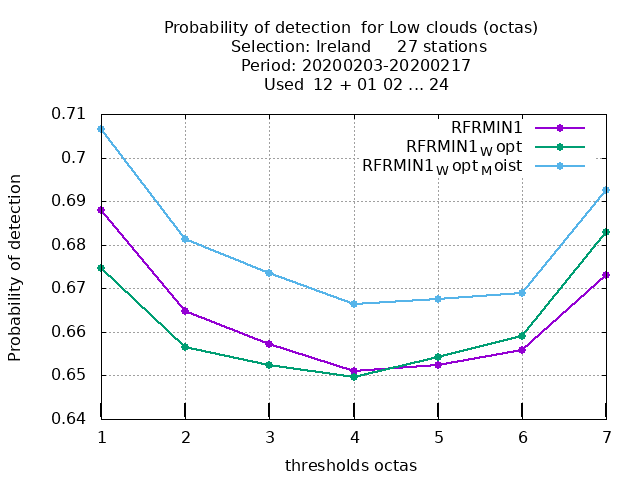 Probability of detection  for Low clouds (octas)
Selection: Ireland     27 stations
Period: 20200203-20200217
Used  12 + 01 02 ... 24
RFRMIN1
RFRMIN1Wopt
RFRMIN1WoptMoist
Probability of detection
0.71
0.7
0.69
0.68
0.67
0.66
0.65
0.64
1 2 3 4 5 6 7
thresholds octas